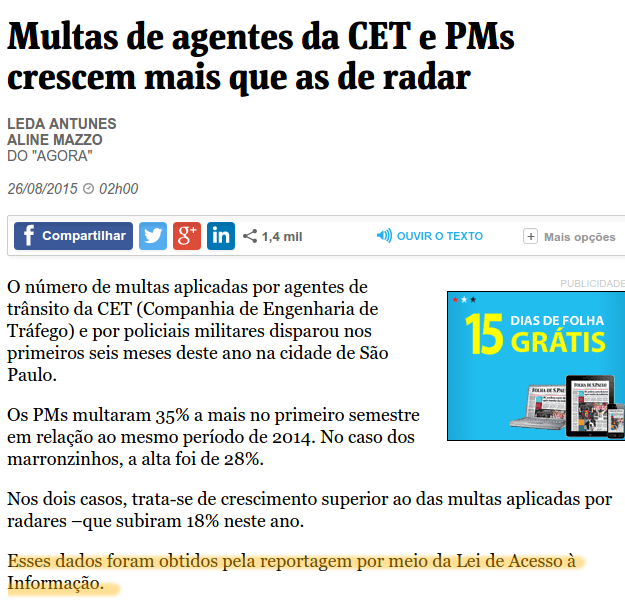 Multas de agentes da CET e PMs
crescem mais que as de radar
LEDA ANTUNES
ALINE MAZZO
DO "AGORA"
26/08/2015 02h00
Compartilhar
g+
in
1,4 mil
OUVIR O TEXTO
+ Mais opções
PUBLICIDADE
O número de multas aplicadas por agentes de
trânsito da CET (Companhia de Engenharia de
Tráfego) e por policiais militares disparou nos
primeiros seis meses deste ano na cidade de São
Paulo.
15 DIAS DE FOLHA
GRÁTIS
FOLHA DE S.PAULO
Os PMs multaram 35% a mais no primeiro semestre
em relação ao mesmo período de 2014. No caso dos
marronzinhos, a alta foi de 28%.
Nos dois casos, trata-se de crescimento superior ao das multas aplicadas por
radares –que subiram 18% neste ano.
Esses dados foram obtidos pela reportagem por meio da Lei de Acesso à
Informação.